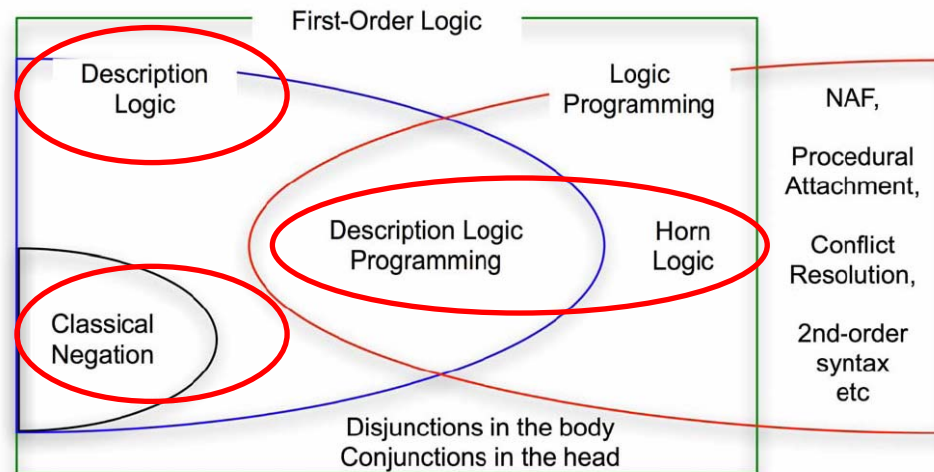 First-Order Logic
Description
Logic
Logic
Programming
NAF,
Procedural
Attachment,
Description Logic
Programming
Horn
Logic
Conflict
Resolution,
Classical
Negation
2nd-order
syntax
etc
Disjunctions in the body
Conjunctions in the head